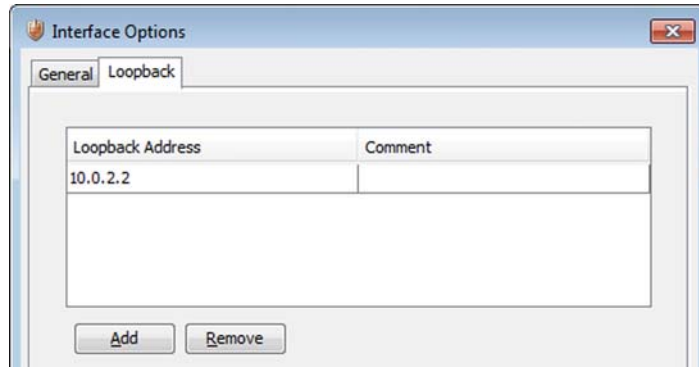 Interface Options
General Loopback
Loopback Address Comment
10.0.2.2
Add Remove